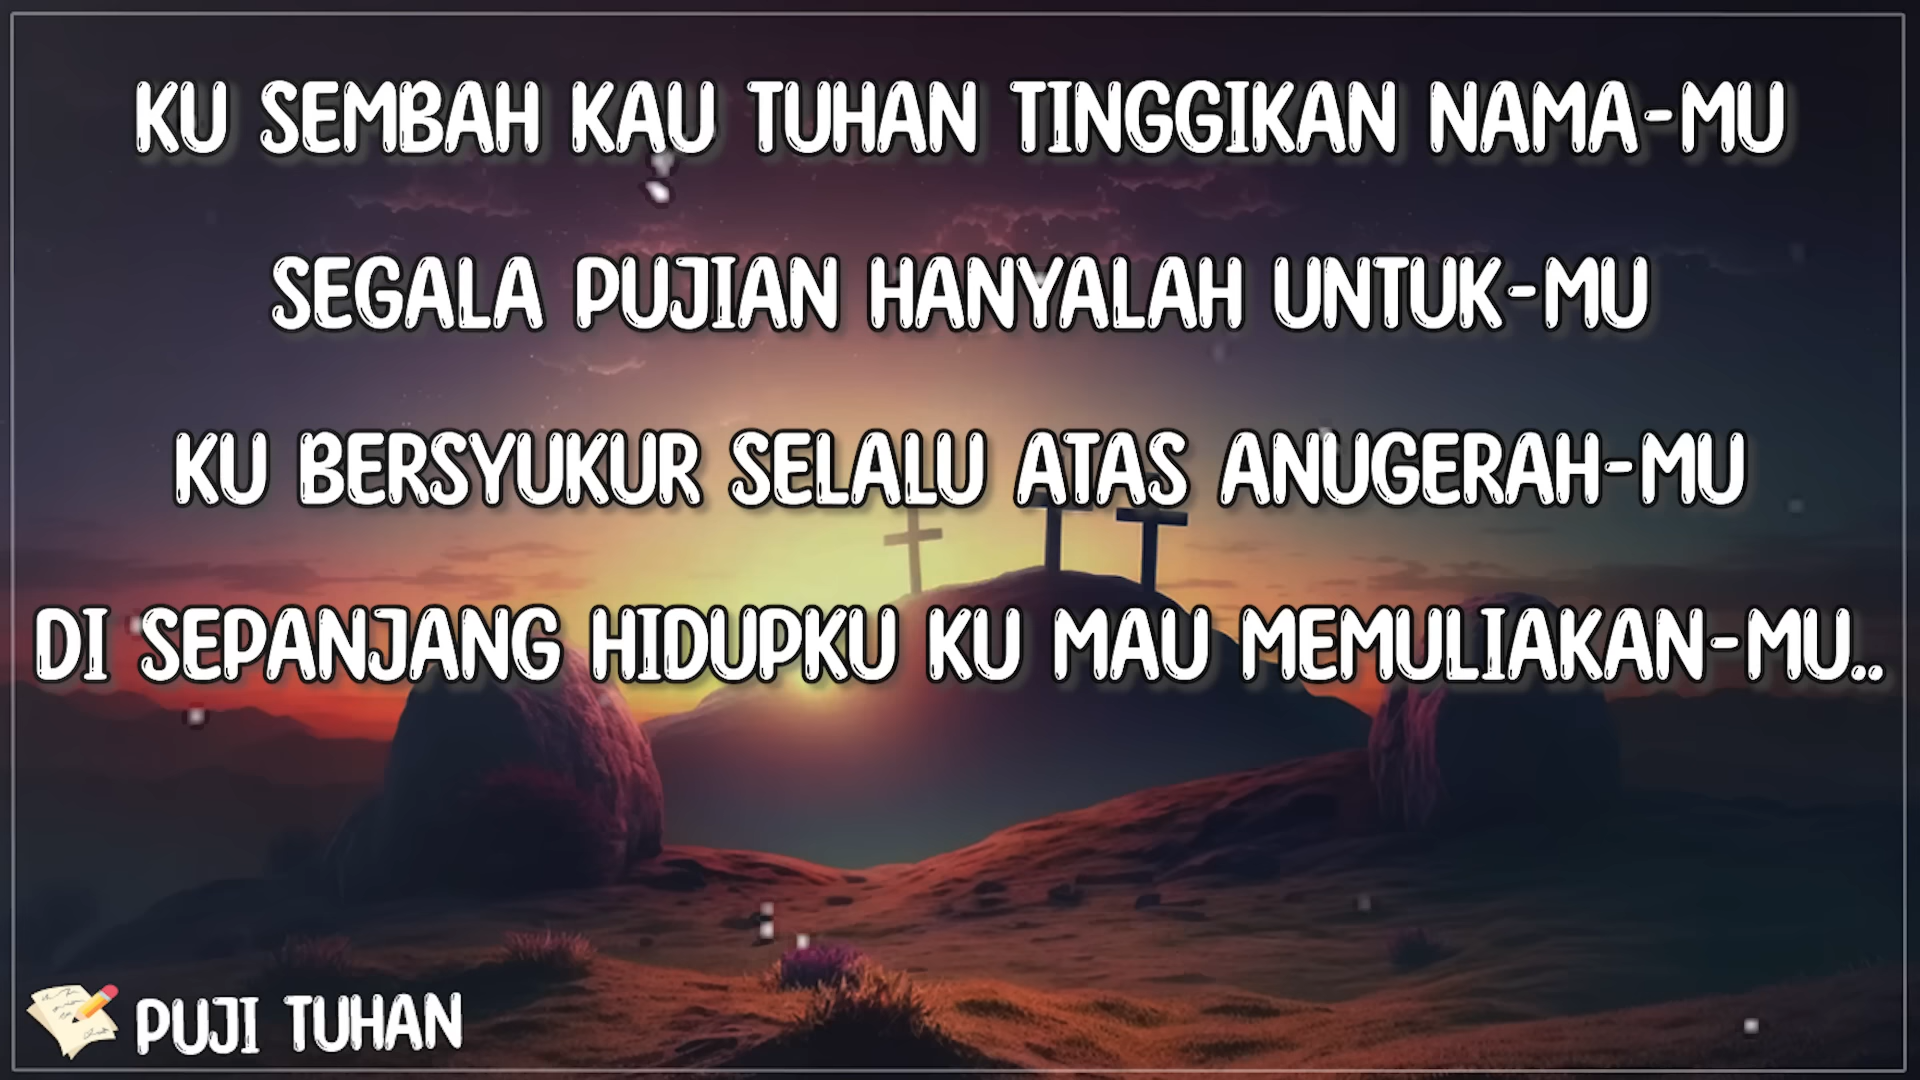 KU SEMBAH KAU TUHAN TINGGIKAN NAMA-MU
SEGALA PUJIAN HANYALAH UNTUK-MU
KU BERSYUKUR SELALU ATAS ANUGERAH-MU
DI SEPANJANG HIDUPKU KU MAU MEMULIAKAN-MU..
PUJI TUHAN